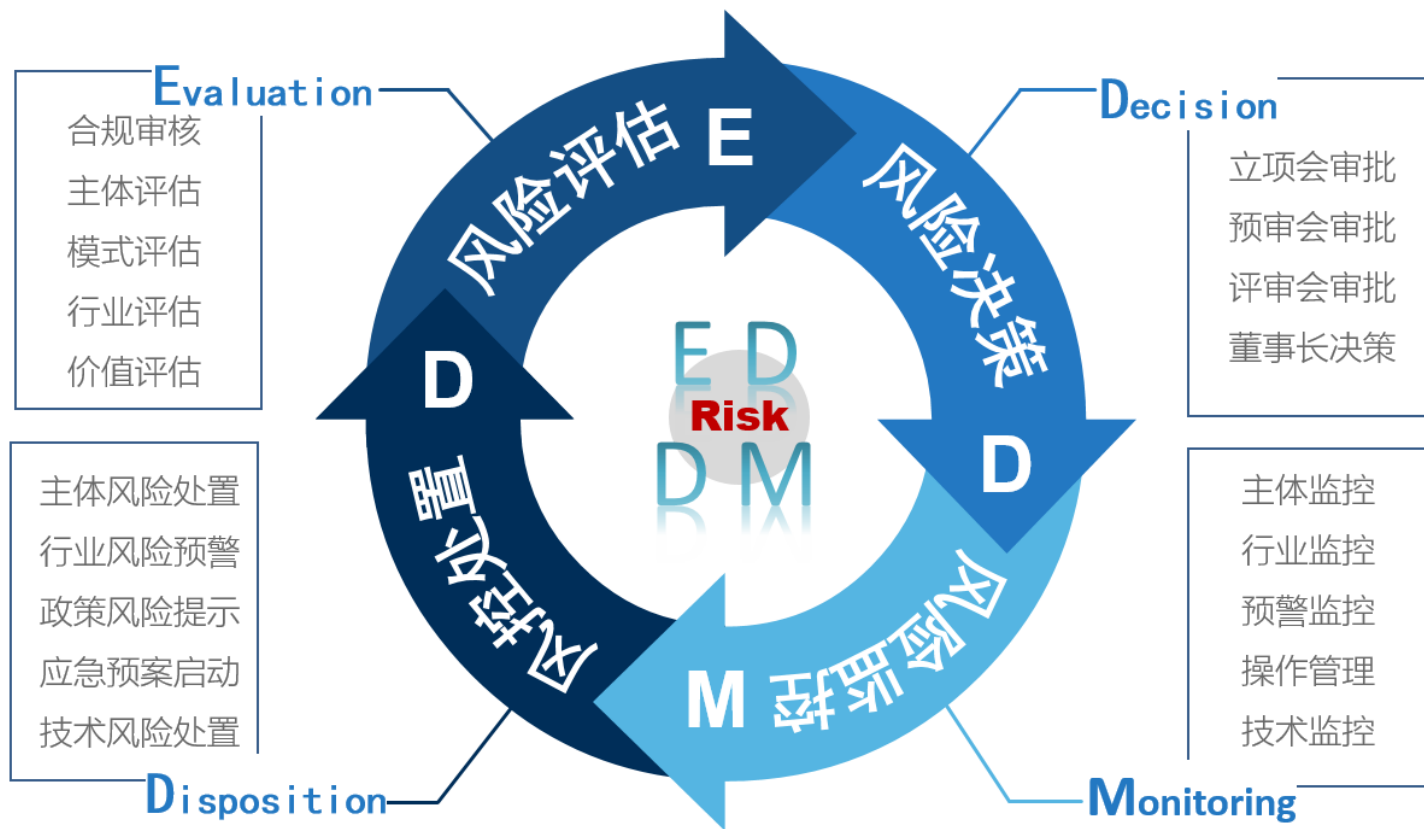 Evaluation
合规审核
主体评估
模式评估
行业评估
价值评估
Decision
立项会审批
预审会审批
评审会审批
董事长决策
风险评估 E
风险决策 D
风险监控 M
风控处置 D
E D
Risk
D M
主体风险处置
行业风险预警
政策风险提示
应急预案启动
技术风险处置
Disposition
主体监控
行业监控
预警监控
操作管理
技术监控
Monitoring